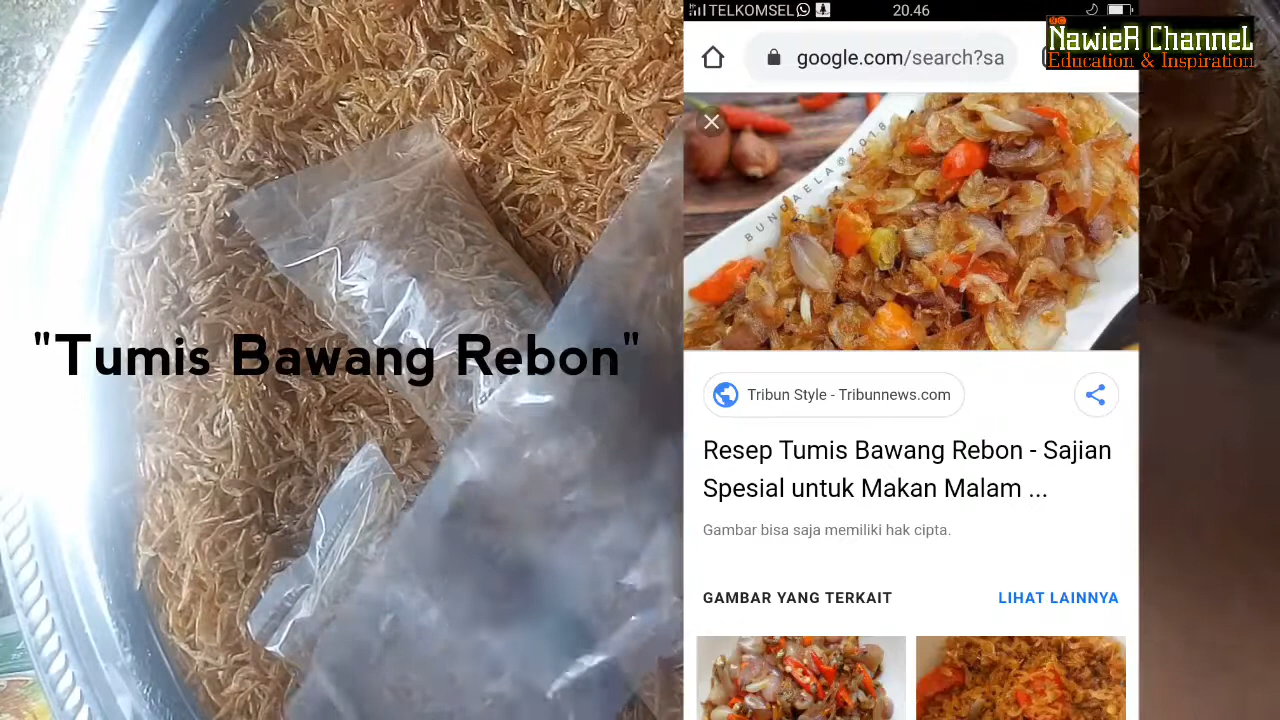 "Tumis Bawang Rebon"
TELKOMSEL
20.46
google.com/search?sa
NawieR ChanneL
Education & Inspiration
BUNDAELA@2018
Tribun Style - Tribunnews.com
Resep Tumis Bawang Rebon - Sajian
Spesial untuk Makan Malam ...
Gambar bisa saja memiliki hak cipta.
GAMBAR YANG TERKAIT
LIHAT LAINNYA